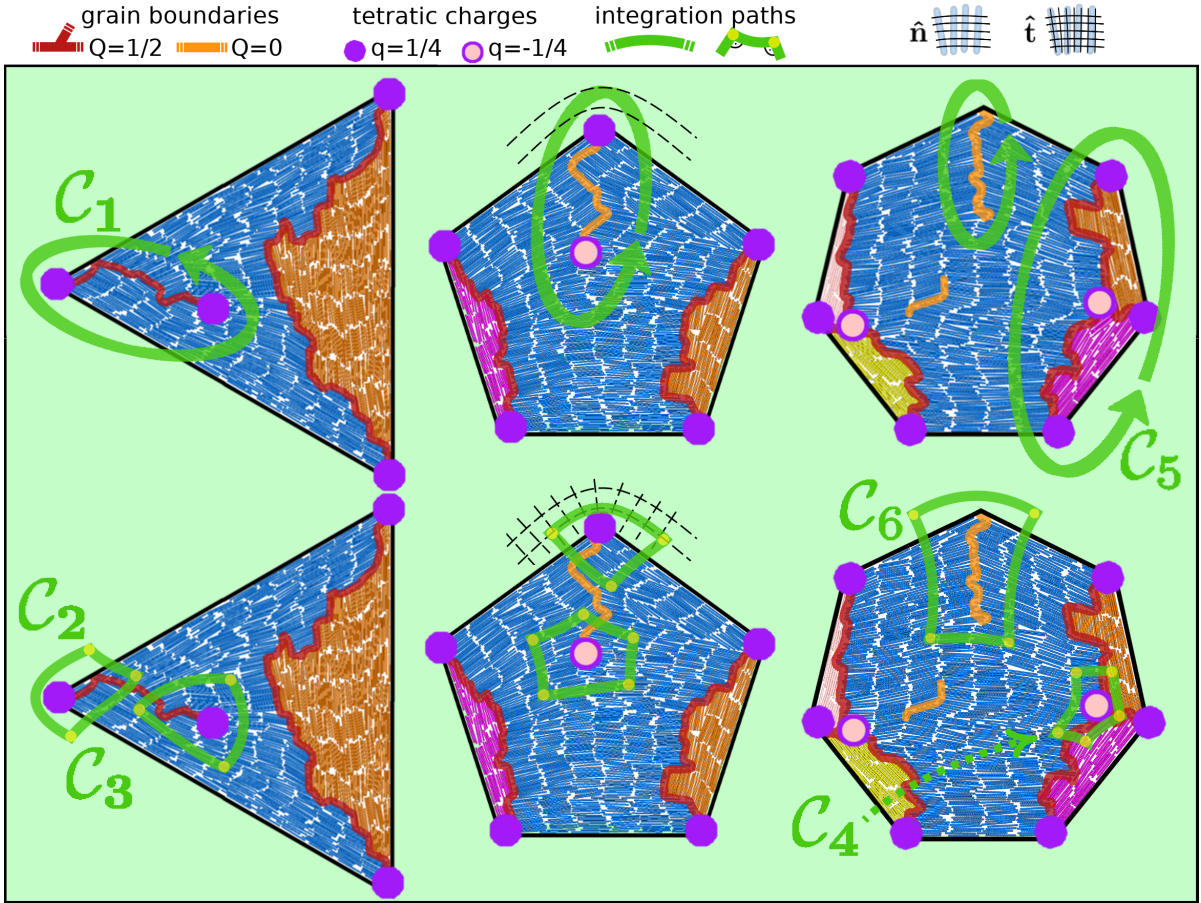 grain boundaries tetratic charges integration paths
Q=1/2 Q=0 q=1/4 q=-1/4 n̂ t̂
C₁
C₅
C₆
C₂
C₃
C₄